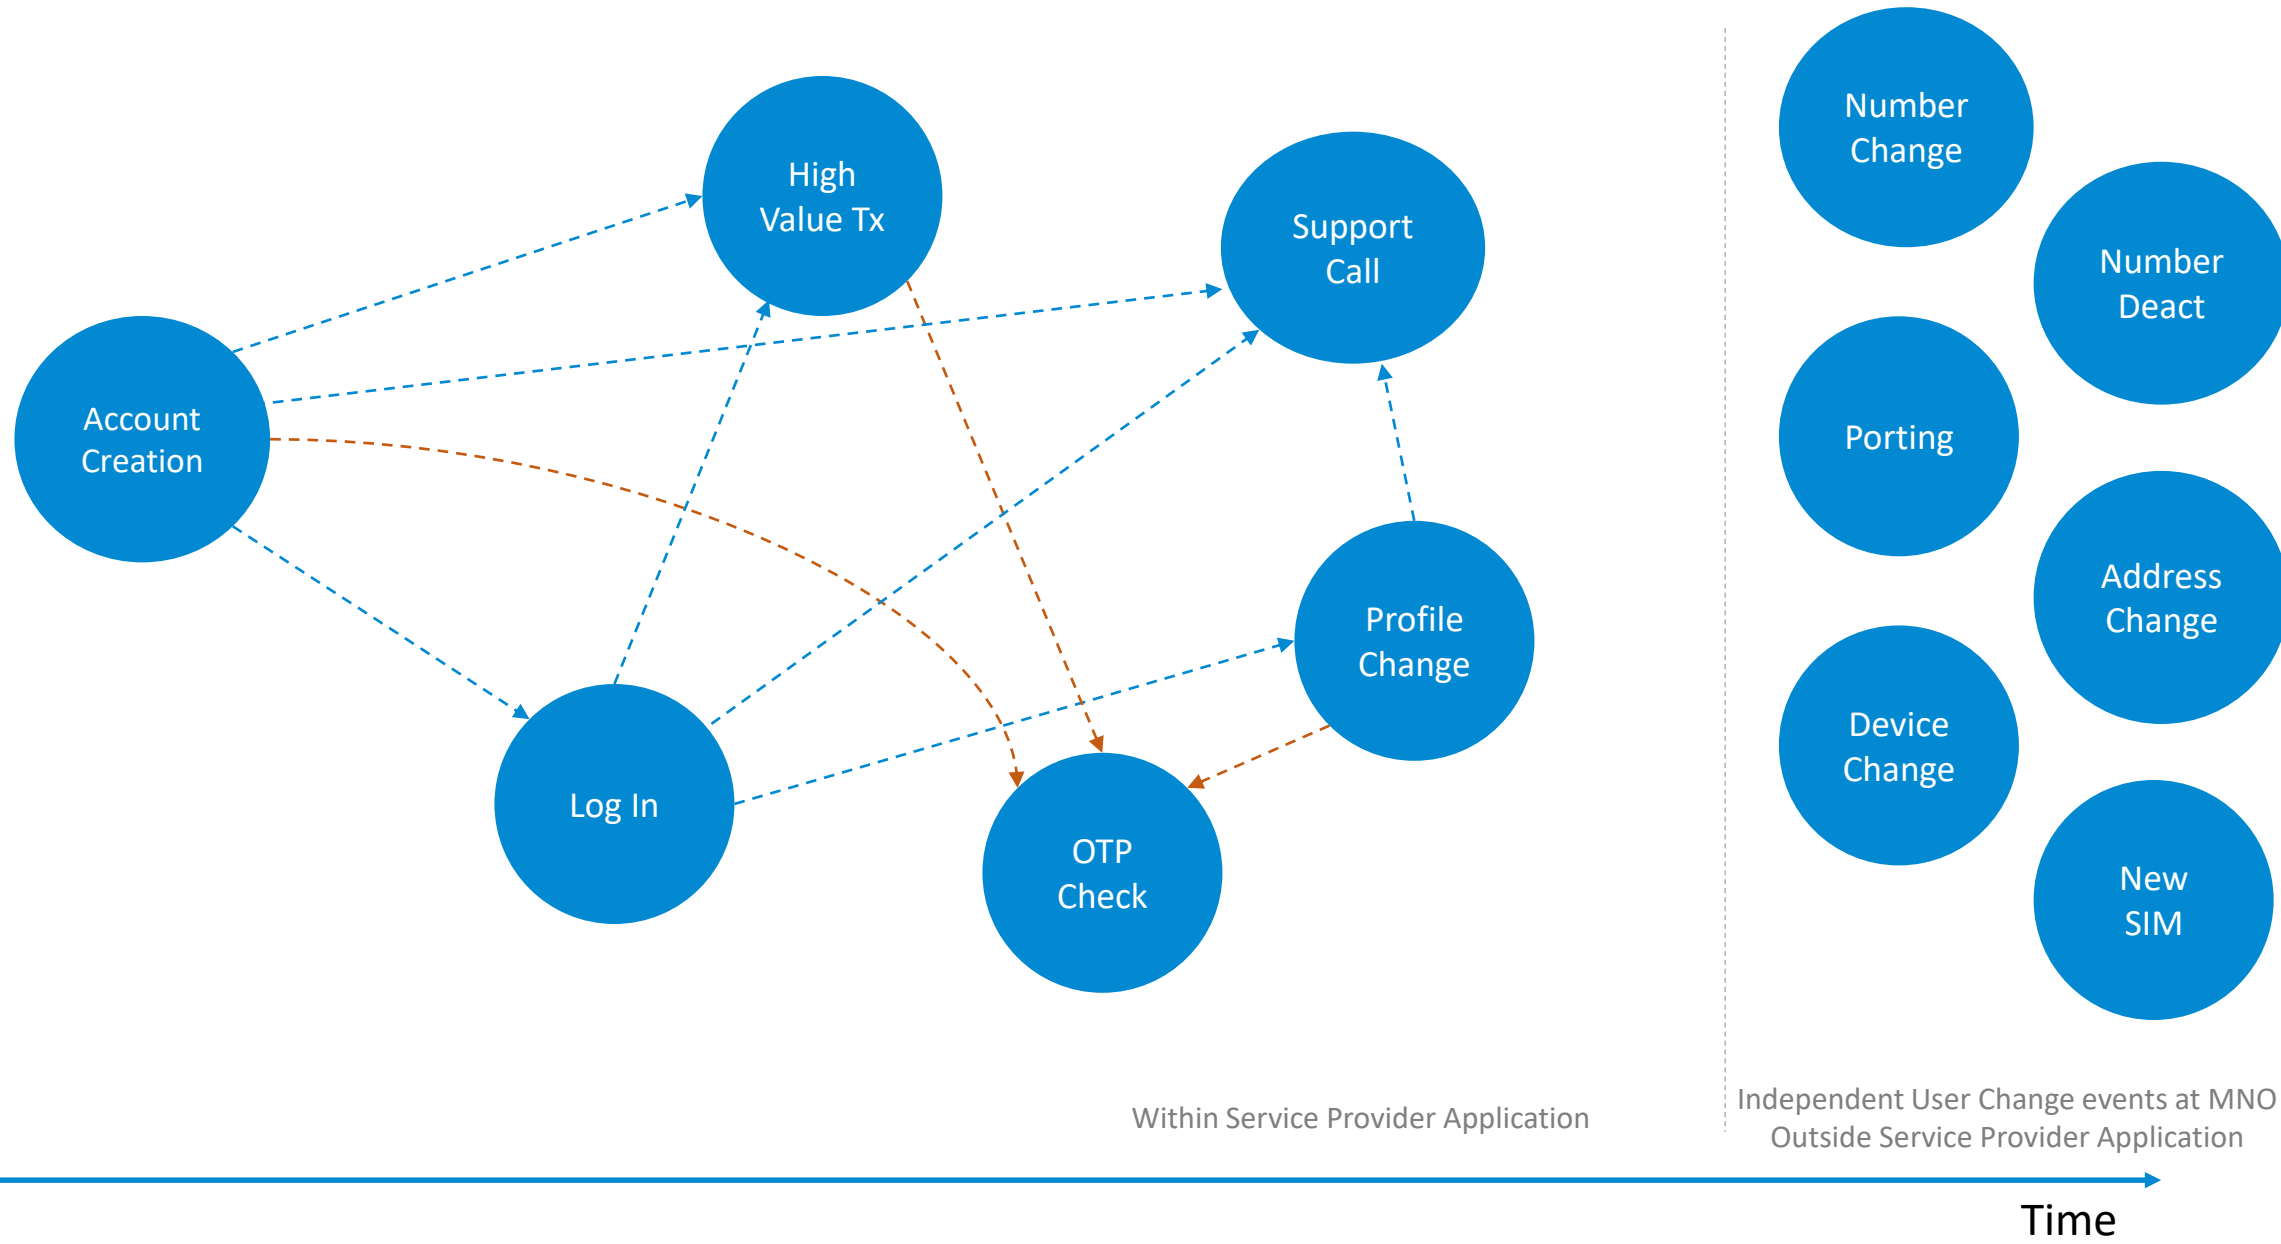 High
Value Tx
Support
Call
Account
Creation
Profile
Change
Log In
OTP
Check
Within Service Provider Application
Number
Change
Number
Deact
Porting
Address
Change
Device
Change
New
SIM
Independent User Change events at MNO
Outside Service Provider Application
Time